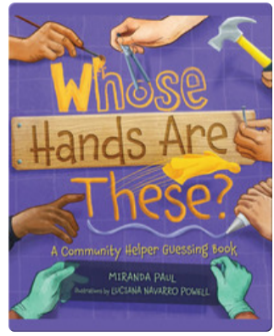 Whose
Hands Are
These?
A Community Helper Guessing Book
MIRANDA PAUL
Illustrations by LUCIANA NAVARRO POWELL